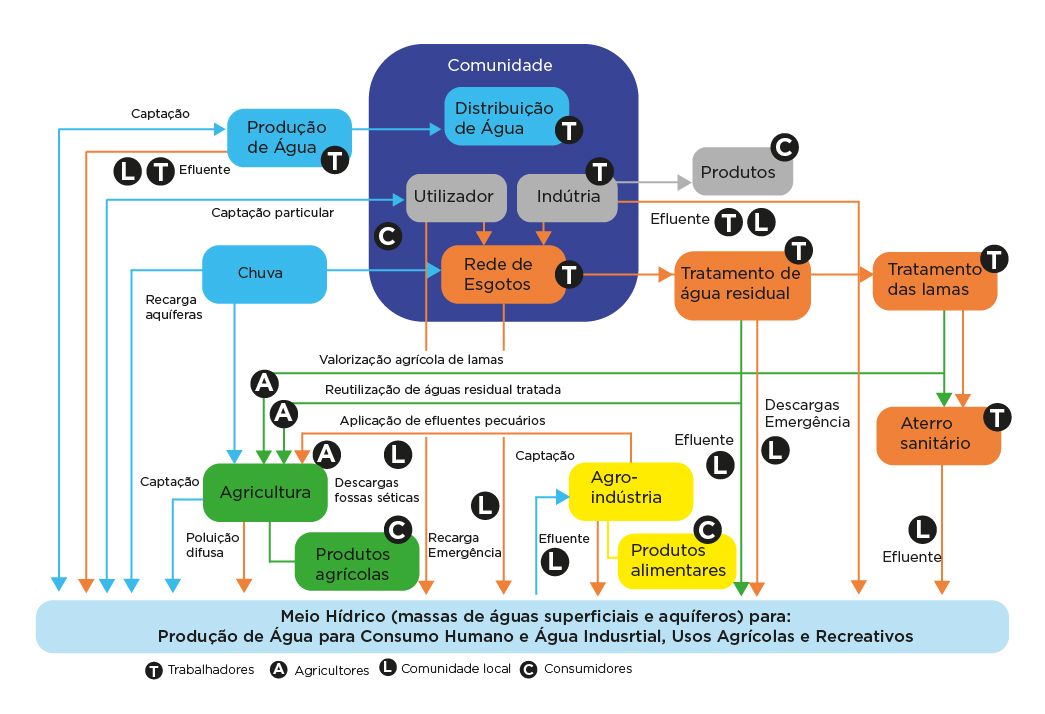 Comunidade
Captação
Produção
de Água
T
Distribuição
de Água
T
L T Efluente
Captação particular
Utilizador
Indútria
T
Produtos
C
Efluente T L
C
Chuva
Rede de
Esgotos
T
Tratamento de
água residual
T
Tratamento
das lamas
T
Recarga
aquíferas
Valorização agrícola de lamas
A
Reutilização de águas residual tratada
A
Aplicação de efluentes pecuários
A
L
Descargas
Emergência
L
Efluente
L
Aterro
sanitário
T
Captação
Agricultura
Descargas
fossas séticas
Captação
Agro-
indústria
L
Poluição
difusa
Produtos
agrícolas
C
Recarga
Emergência
Efluente
L
Produtos
alimentares
C
L
Efluente
Meio Hídrico (massas de águas superficiais e aquíferos) para:
Produção de Água para Consumo Humano e Água Indusrtial, Usos Agrícolas e Recreativos
T Trabalhadores A Agricultores L Comunidade local C Consumidores